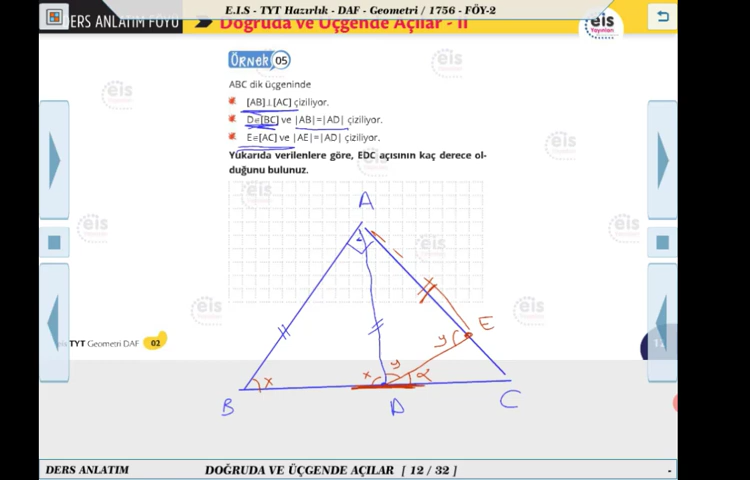 E.I.S - TYT Hazırlık - DAF - Geometri / 1756 - FÖY-2
DERS ANLATIM FÖYÜ
Doğruda ve Üçgende Açılar - II
eis
Yayınları
ÖRNEK 05
ABC dik üçgeninde
[AB]⊥[AC] çiziliyor.
D∈[BC] ve |AB|=|AD| çiziliyor.
E∈[AC] ve |AE|=|AD| çiziliyor.
Yukarıda verilenlere göre, EDC açısının kaç derece ol-
duğunu bulunuz.
A
E
y
y
x
x
α
B
D
C
TYT Geometri DAF 02
DERS ANLATIM
DOĞRUDA VE ÜÇGENDE AÇILAR [ 12 / 32 ]